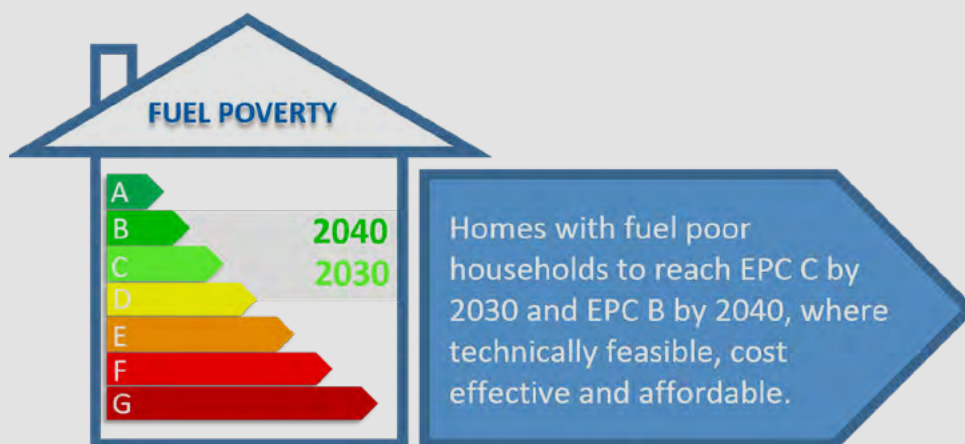 FUEL POVERTY
A
B 2040
C 2030
D
E
F
G
Homes with fuel poor
households to reach EPC C by
2030 and EPC B by 2040, where
technically feasible, cost
effective and affordable.